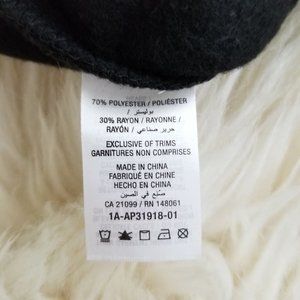 70% POLYESTER / POLIÉSTER
/ بوليستر /
30% RAYON / RAYONNE /
RAYÓN / حرير صناعي /
EXCLUSIVE OF TRIMS
GARNITURES NON COMPRISES
MADE IN CHINA
FABRIQUÉ EN CHINE
HECHO EN CHINA
صنع في الصين
CA 21099 / RN 148061
1A-AP31918-01